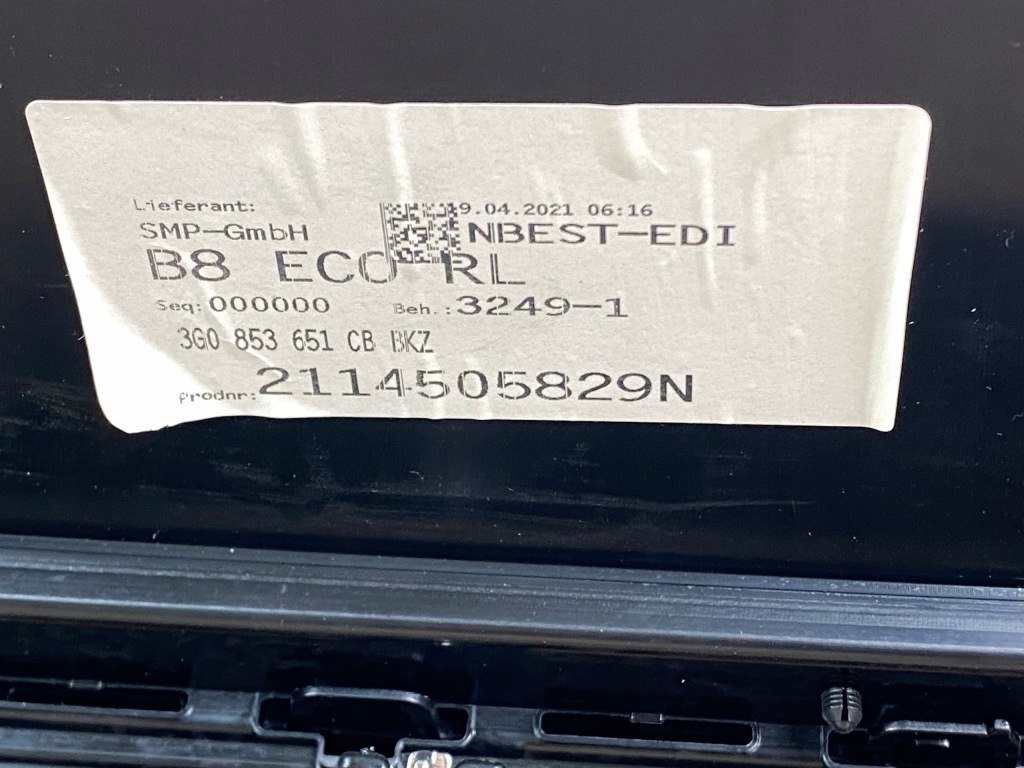 Lieferant: 9.04.2021 06:16
SMP-GmbH NBEST-EDI
B8 ECO RL
Seq: 000000 Beh.: 3249-1
3G0 853 651 CB BKZ
Prodnr: 2114505829N